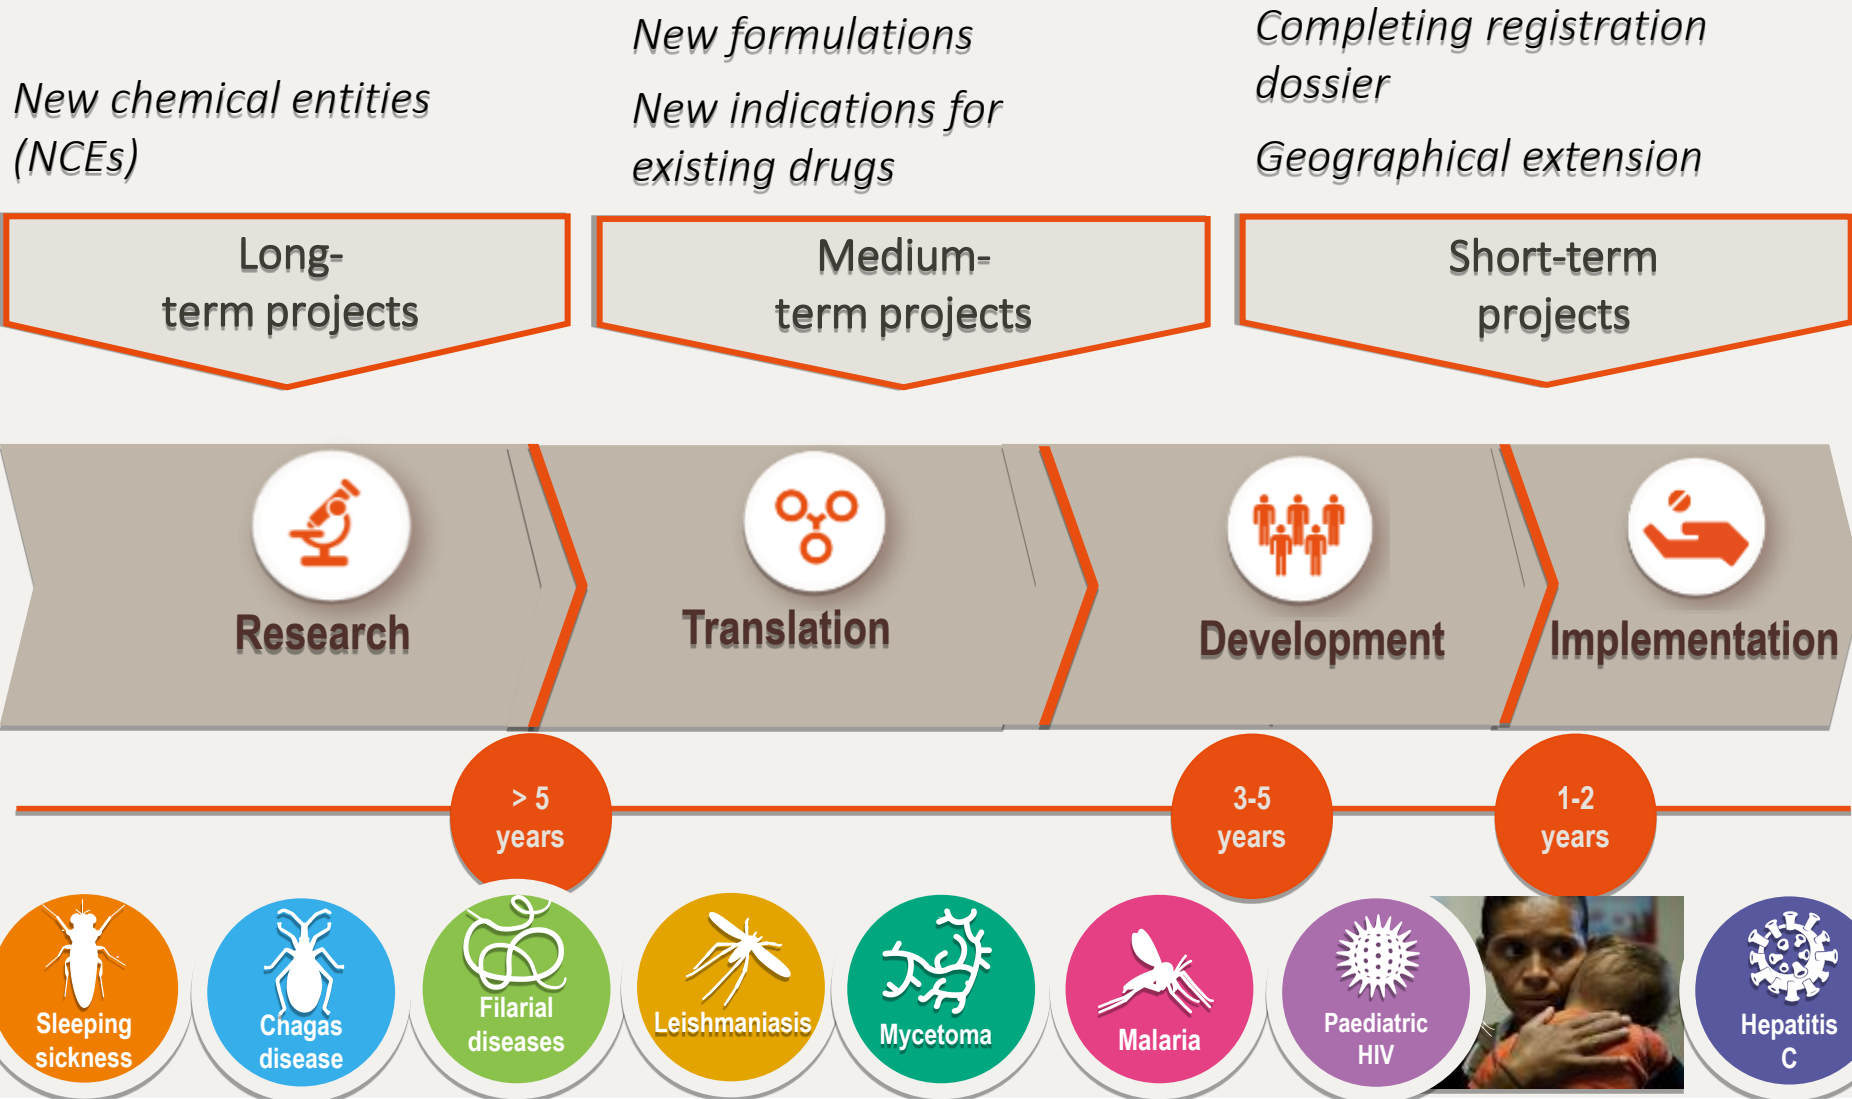 New chemical entities
(NCEs)
New formulations
New indications for
existing drugs
Completing registration
dossier
Geographical extension
Long-
term projects
Medium-
term projects
Short-term
projects
Research
Translation
Development
Implementation
> 5
years
3-5
years
1-2
years
Sleeping
sickness
Chagas
disease
Filarial
diseases
Leishmaniasis
Mycetoma
Malaria
Paediatric
HIV
Hepatitis
C